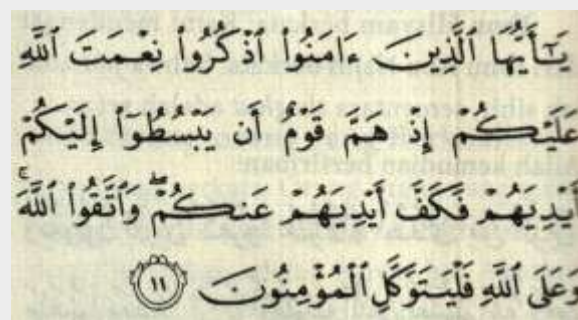 يَـٰٓأَيُّهَا ٱلَّذِينَ ءَامَنُوا۟ ٱذْكُرُوا۟ نِعْمَتَ ٱللَّهِ
عَلَيْكُمْ إِذْ هَمَّ قَوْمٌ أَن يَبْسُطُوٓا۟ إِلَيْكُمْ
أَيْدِيَهُمْ فَكَفَّ أَيْدِيَهُمْ عَنكُمْ ۖ وَٱتَّقُوا۟ ٱللَّهَ ۚ
وَعَلَى ٱللَّهِ فَلْيَتَوَكَّلِ ٱلْمُؤْمِنُونَ ١١